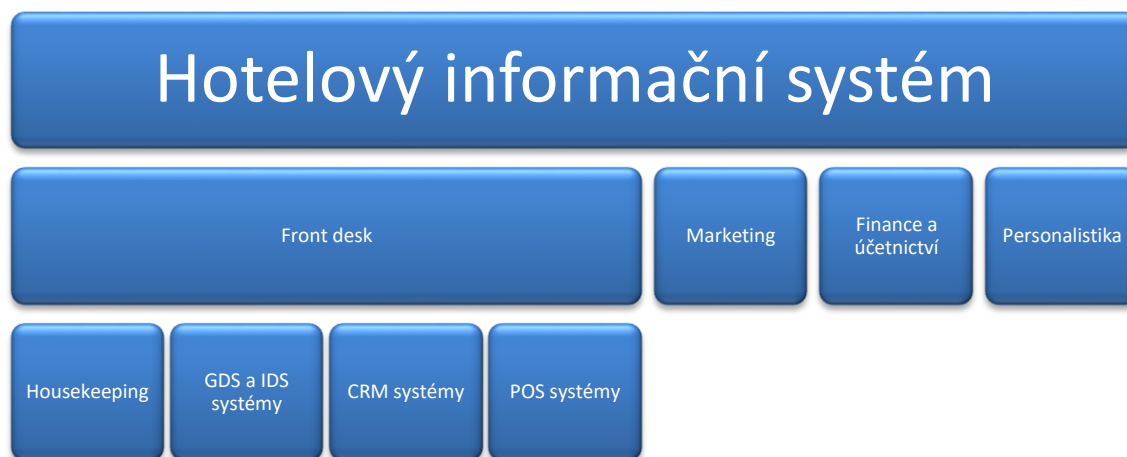 Hotelový informační systém
Front desk
Marketing
Finance a
účetnictví
Personalistika
Housekeeping
GDS a IDS
systémy
CRM systémy
POS systémy